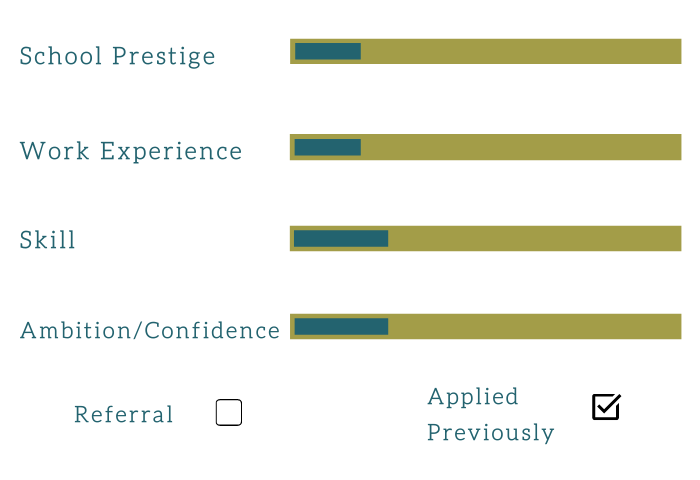 School Prestige
Work Experience
Skill
Ambition/Confidence
Referral
Applied
Previously